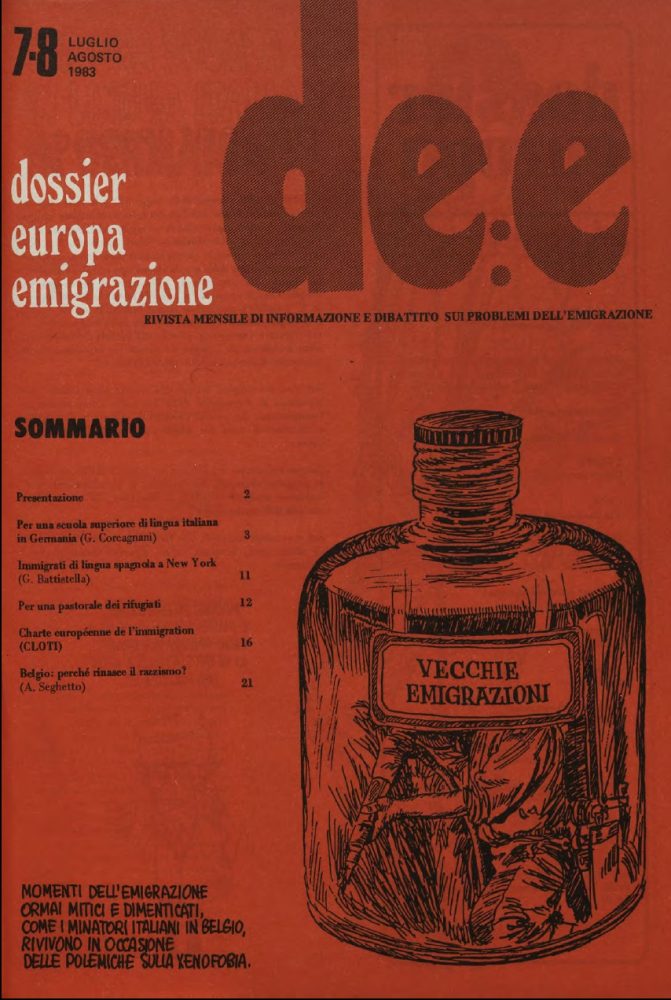 7-8 LUGLIO
AGOSTO
1983
de:e
dossier
europa
emigrazione
RIVISTA MENSILE DI INFORMAZIONE E DIBATTITO SUI PROBLEMI DELL'EMIGRAZIONE
SOMMARIO
Presentazione 2
Per una scuola superiore di lingua italiana
in Germania (G. Corcagnani) 3
Immigrati di lingua spagnola a New York
(G. Battistella) 11
Per una pastorale dei rifugiati 12
Charte européenne de l'immigration
(CLOTI) 16
Belgio: perché rinasce il razzismo?
(A. Seghetto) 21
VECCHIE
EMIGRAZIONI
MOMENTI DELL'EMIGRAZIONE
ORMAI MITICI E DIMENTICATI,
COME I MINATORI ITALIANI IN BELGIO,
RIVIVONO IN OCCASIONE
DELLE POLEMICHE SULLA XENOFOBIA.